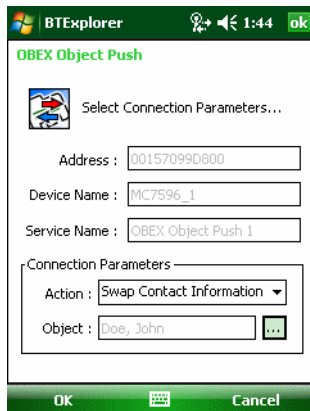 BTExplorer 1:44 ok
OBEX Object Push
Select Connection Parameters...
Address : 00157099D800
Device Name : MC7596_1
Service Name : OBEX Object Push 1
Connection Parameters
Action : Swap Contact Information
Object : Doe, John ...
OK Cancel